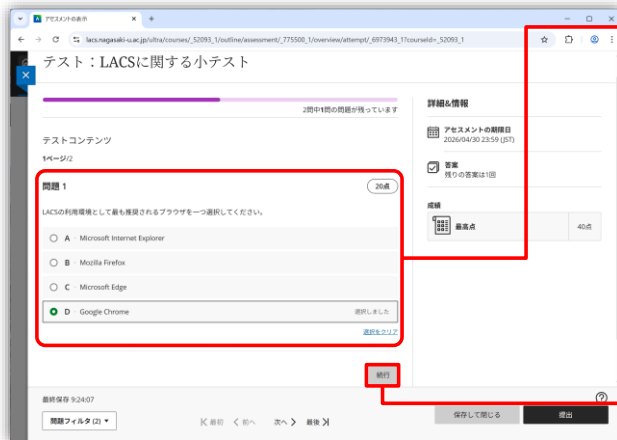 アセスメントの表示
lacs.nagasaki-u.ac.jp/ultra/courses/_52093_1/outline/assessment/_775500_1/overview/attempt/_6973943_1?courseId=_52093_1
テスト：LACSに関する小テスト
2問中1問の問題が残っています
テストコンテンツ
1ページ/2
問題 1
20点
LACSの利用環境として最も推奨されるブラウザを一つ選択してください。
A Microsoft Internet Explorer
B Mozilla Firefox
C Microsoft Edge
D Google Chrome 選択しました
選択をクリア
続行
詳細&情報
アセスメントの期限日
2026/04/30 23:59 (JST)
答案
残りの答案は1回
成績
最高点 40点
最終保存 9:24:07
問題フィルタ (2)
最初 前へ 次へ 最後
保存して閉じる 提出